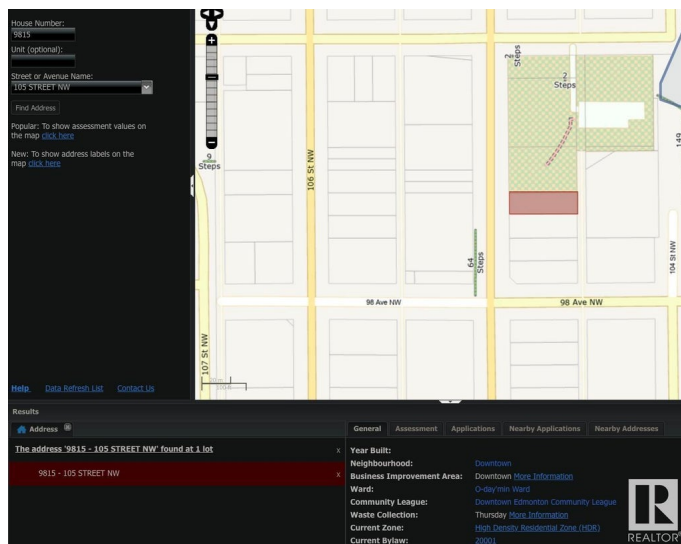 House Number:
9815
Unit (optional):
Street or Avenue Name:
105 STREET NW
Find Address
Popular: To show assessment values on
the map click here
New: To show address labels on the
map click here
Help Data Refresh List Contact Us
9
Steps
106 St NW
107 St NW
2
Steps
2
Steps
64
Steps
149
104 St NW
98 Ave NW
98 Ave NW
Results
Address
The address '9815 - 105 STREET NW' found at 1 lot x
9815 - 105 STREET NW x
General Assessment Applications Nearby Applications Nearby Addresses
Year Built:
Neighbourhood: Downtown
Business Improvement Area: Downtown More Information
Ward: O-day'min Ward
Community League: Downtown Edmonton Community League
Waste Collection: Thursday More Information
Current Zone: High Density Residential Zone (HDR)
Current Bylaw: 20001
R
REALTOR®